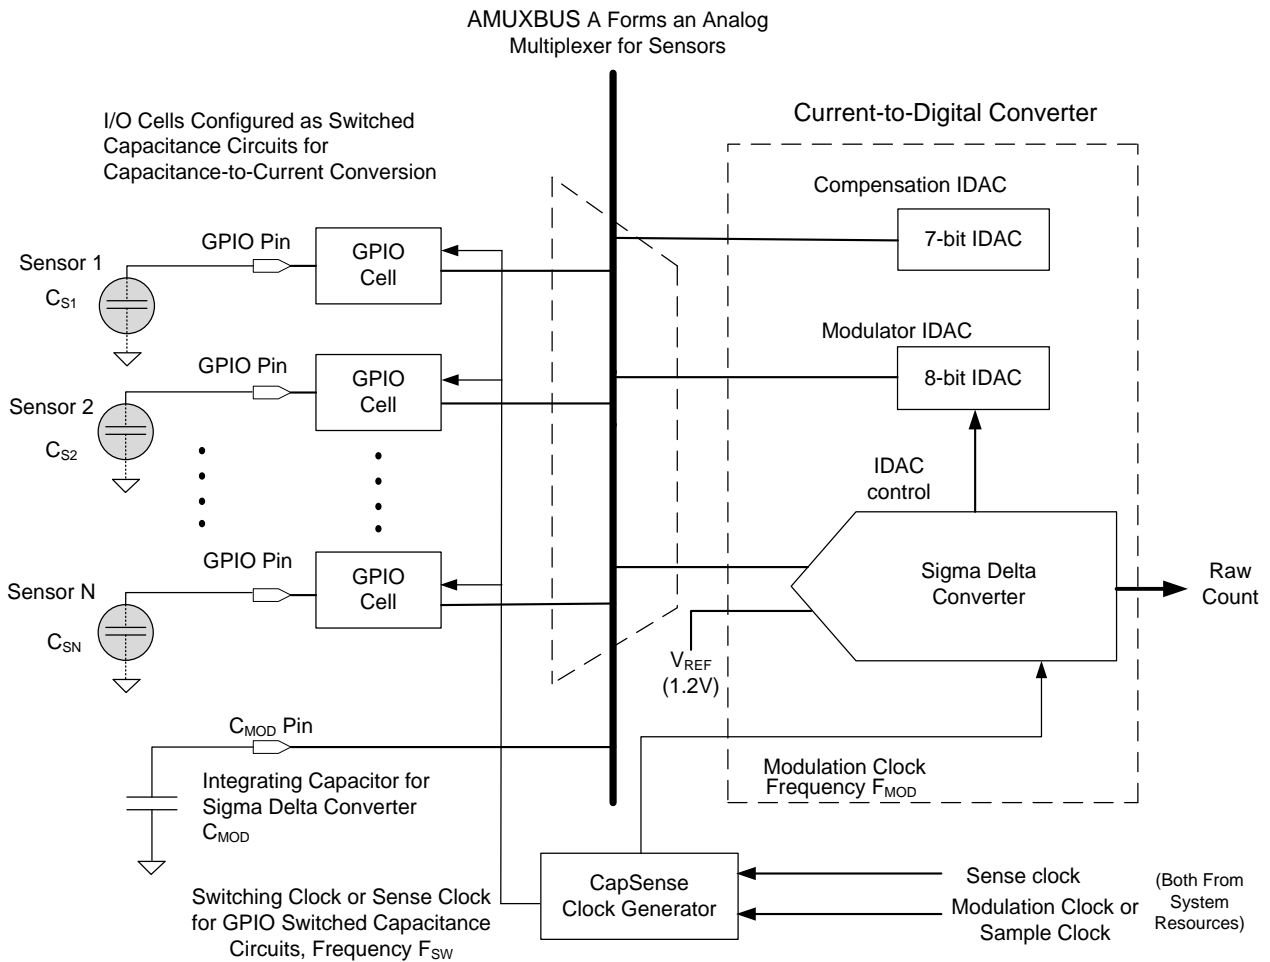 AMUXBUS A Forms an Analog
Multiplexer for Sensors
I/O Cells Configured as Switched
Capacitance Circuits for
Capacitance-to-Current Conversion
Current-to-Digital Converter
Compensation IDAC
7-bit IDAC
GPIO Pin
GPIO
Cell
Sensor 1
CS1
Modulator IDAC
8-bit IDAC
GPIO Pin
GPIO
Cell
Sensor 2
CS2
IDAC
control
GPIO Pin
GPIO
Cell
Sensor N
CSN
Sigma Delta
Converter
Raw
Count
VREF
(1.2V)
CMOD Pin
Integrating Capacitor for
Sigma Delta Converter
CMOD
Modulation Clock
Frequency FMOD
Switching Clock or Sense Clock
for GPIO Switched Capacitance
Circuits, Frequency FSW
CapSense
Clock Generator
Sense clock
Modulation Clock or
Sample Clock
(Both From
System
Resources)